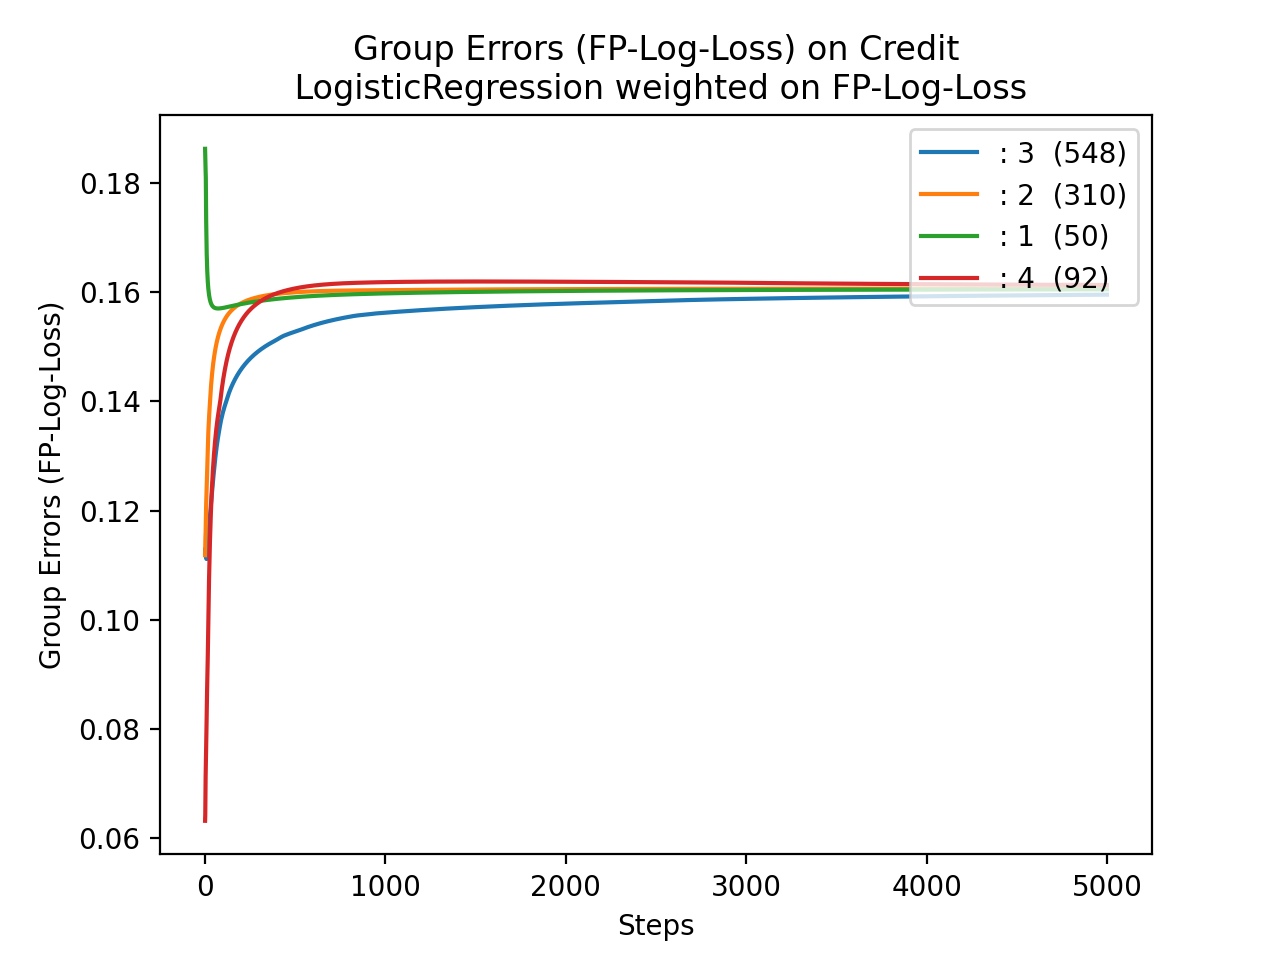 Group Errors (FP-Log-Loss) on Credit
LogisticRegression weighted on FP-Log-Loss
: 3 (548)
: 2 (310)
: 1 (50)
: 4 (92)
Group Errors (FP-Log-Loss)
0.18
0.16
0.14
0.12
0.10
0.08
0.06
0 1000 2000 3000 4000 5000
Steps